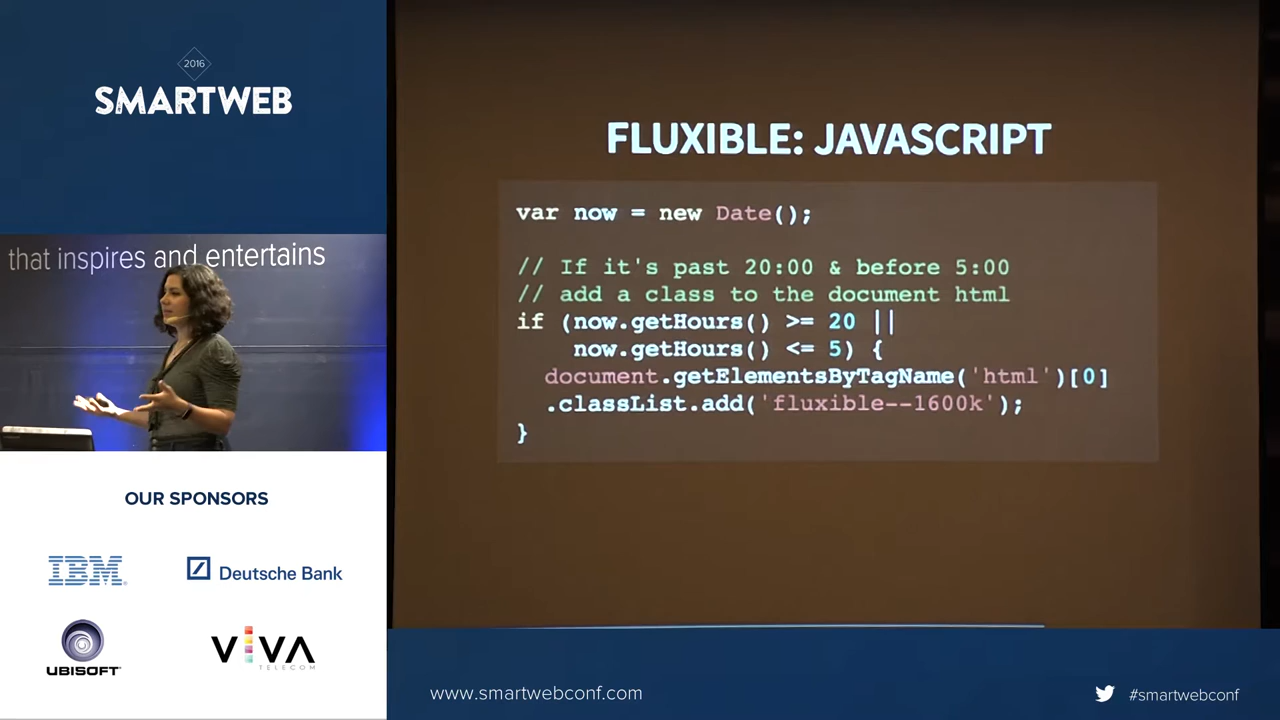 2016
SMARTWEB
that inspires and entertains
OUR SPONSORS
IBM
Deutsche Bank
UBISOFT
VIVA
TELECOM
FLUXIBLE: JAVASCRIPT
var now = new Date();
// If it's past 20:00 & before 5:00
// add a class to the document html
if (now.getHours() >= 20 ||
now.getHours() <= 5) {
document.getElementsByTagName('html')[0]
.classList.add('fluxible--1600k');
}
www.smartwebconf.com
#smartwebconf